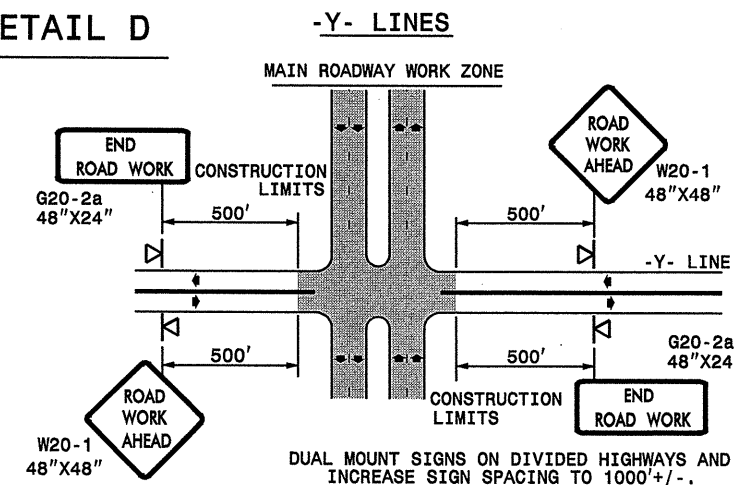 ETAIL D
-Y- LINES
MAIN ROADWAY WORK ZONE
END
ROAD WORK
G20-2a
48"X24"
CONSTRUCTION
LIMITS
500'
500'
ROAD
WORK
AHEAD
W20-1
48"X48"
-Y- LINE
500'
500'
ROAD
WORK
AHEAD
W20-1
48"X48"
CONSTRUCTION
LIMITS
G20-2a
48"X24
END
ROAD WORK
DUAL MOUNT SIGNS ON DIVIDED HIGHWAYS AND
INCREASE SIGN SPACING TO 1000'+/-.